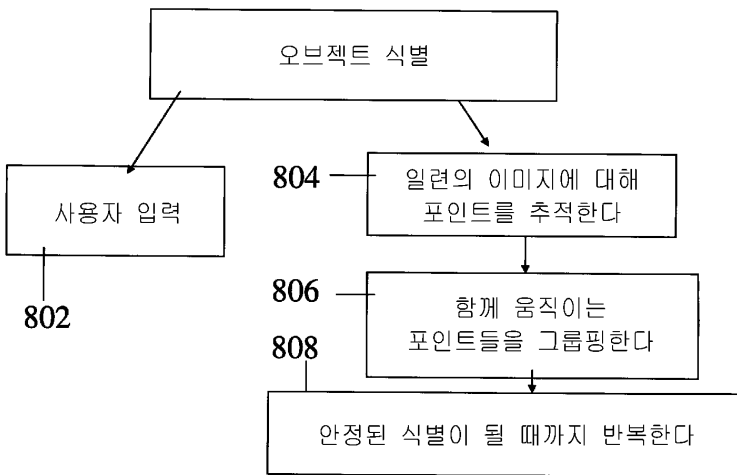 오브젝트 식별
사용자 입력
802
804
일련의 이미지에 대해
포인트를 추적한다
806
함께 움직이는
포인트들을 그룹핑한다
808
안정된 식별이 될 때까지 반복한다